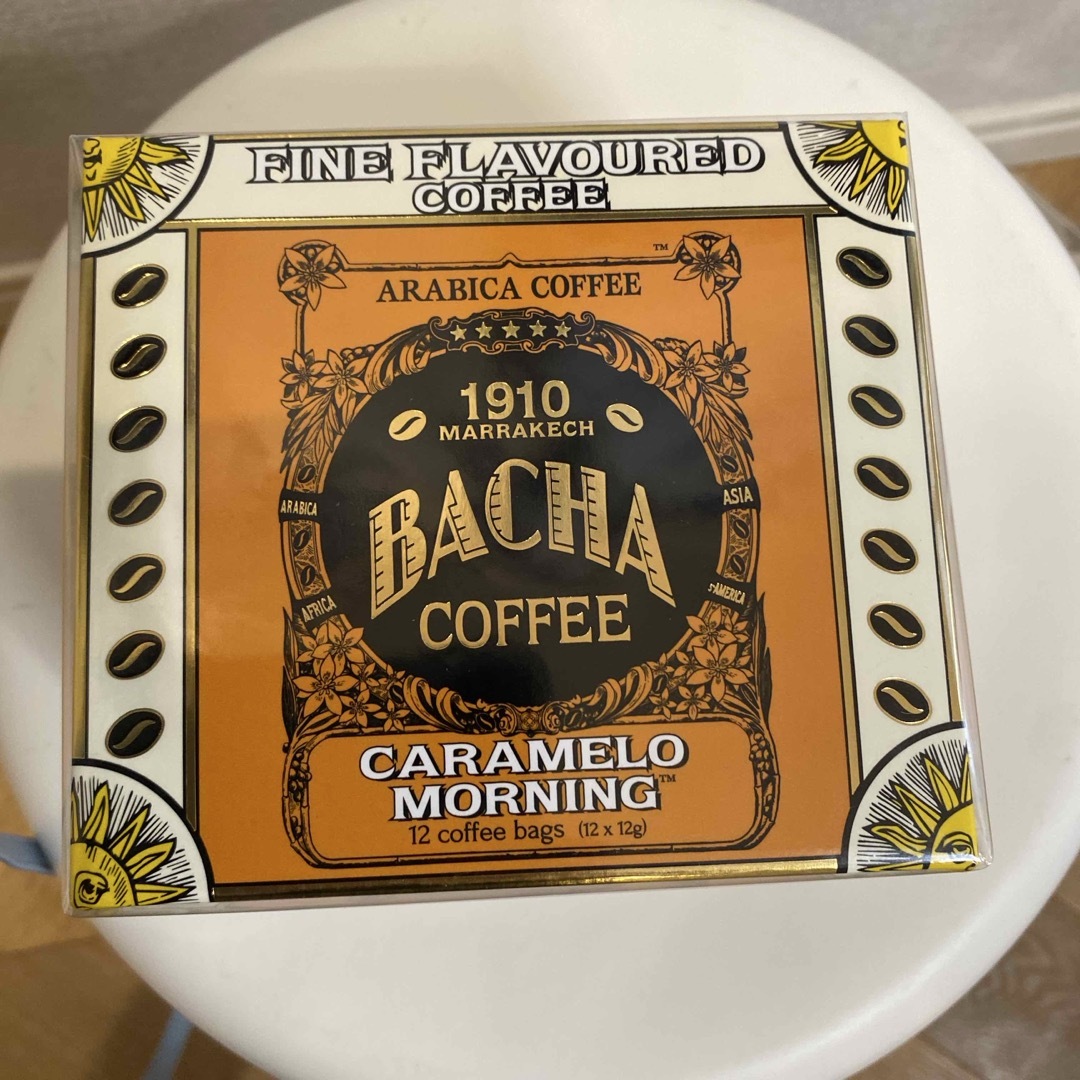 FINE FLAVOURED
COFFEE
™
ARABICA COFFEE
1910
MARRAKECH
BACHA
COFFEE
ARABICA
ASIA
AFRICA
S-AMERICA
CARAMELO
MORNING™
12 coffee bags (12 x 12g)